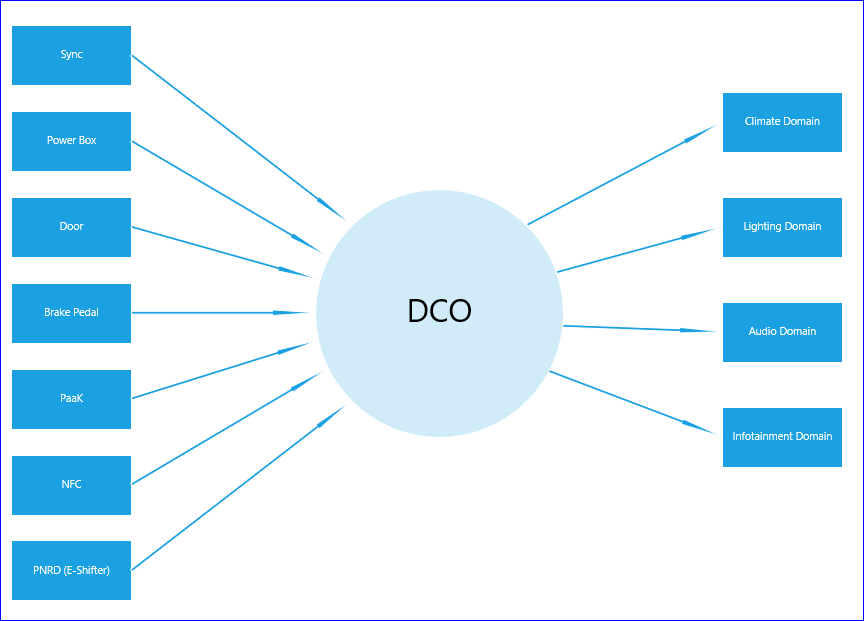 Sync
Power Box
Door
Brake Pedal
PaaK
NFC
PNRD (E-Shifter)
DCO
Climate Domain
Lighting Domain
Audio Domain
Infotainment Domain